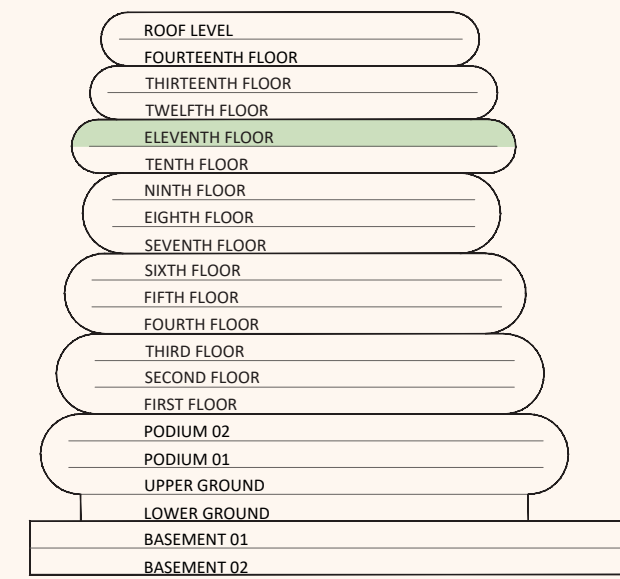 ROOF LEVEL
FOURTEENTH FLOOR
THIRTEENTH FLOOR
TWELFTH FLOOR
ELEVENTH FLOOR
TENTH FLOOR
NINTH FLOOR
EIGHTH FLOOR
SEVENTH FLOOR
SIXTH FLOOR
FIFTH FLOOR
FOURTH FLOOR
THIRD FLOOR
SECOND FLOOR
FIRST FLOOR
PODIUM 02
PODIUM 01
UPPER GROUND
LOWER GROUND
BASEMENT 01
BASEMENT 02